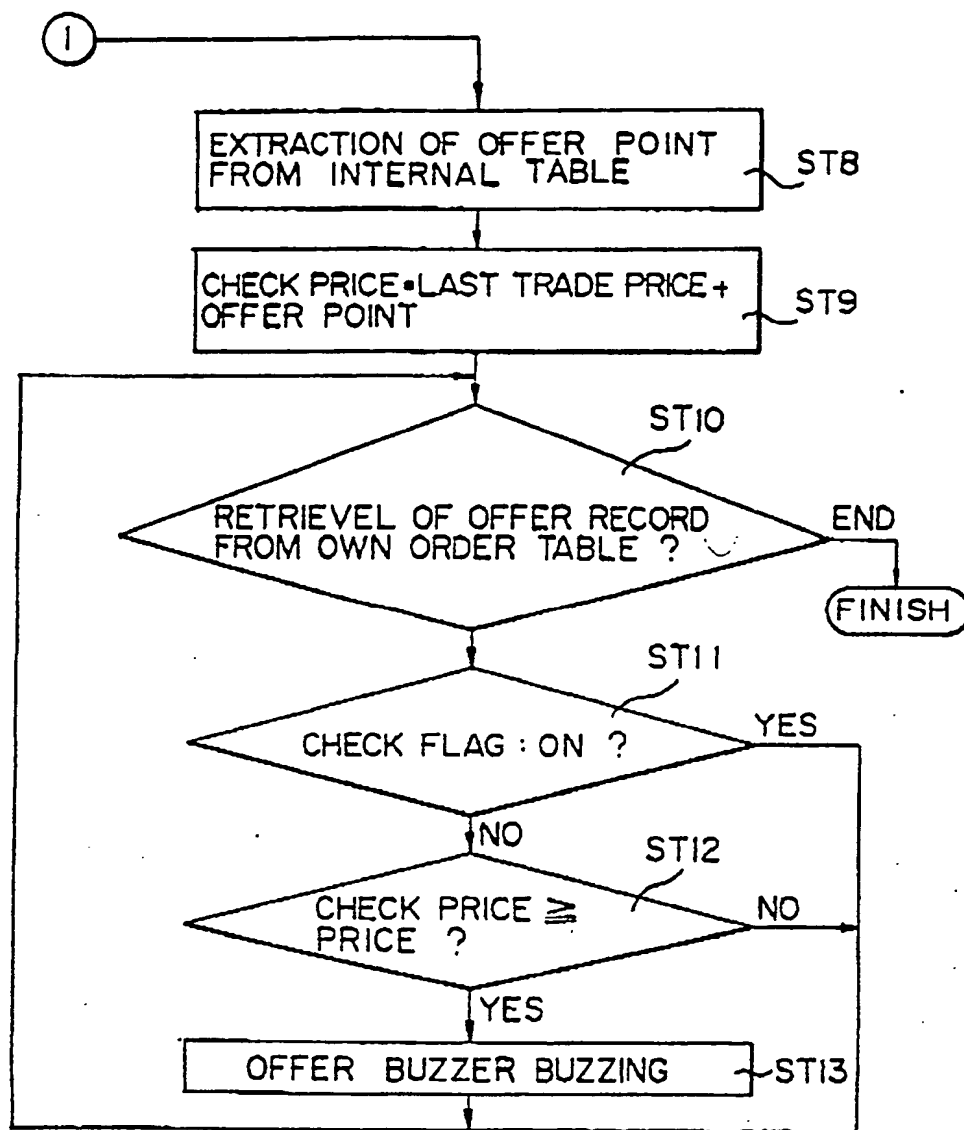 1
EXTRACTION OF OFFER POINT
FROM INTERNAL TABLE
ST8
CHECK PRICE=LAST TRADE PRICE+
OFFER POINT
ST9
ST10
RETRIEVEL OF OFFER RECORD
FROM OWN ORDER TABLE ?
END
FINISH
ST11
CHECK FLAG : ON ?
YES
NO
ST12
CHECK PRICE ≧
PRICE ?
NO
YES
OFFER BUZZER BUZZING
ST13